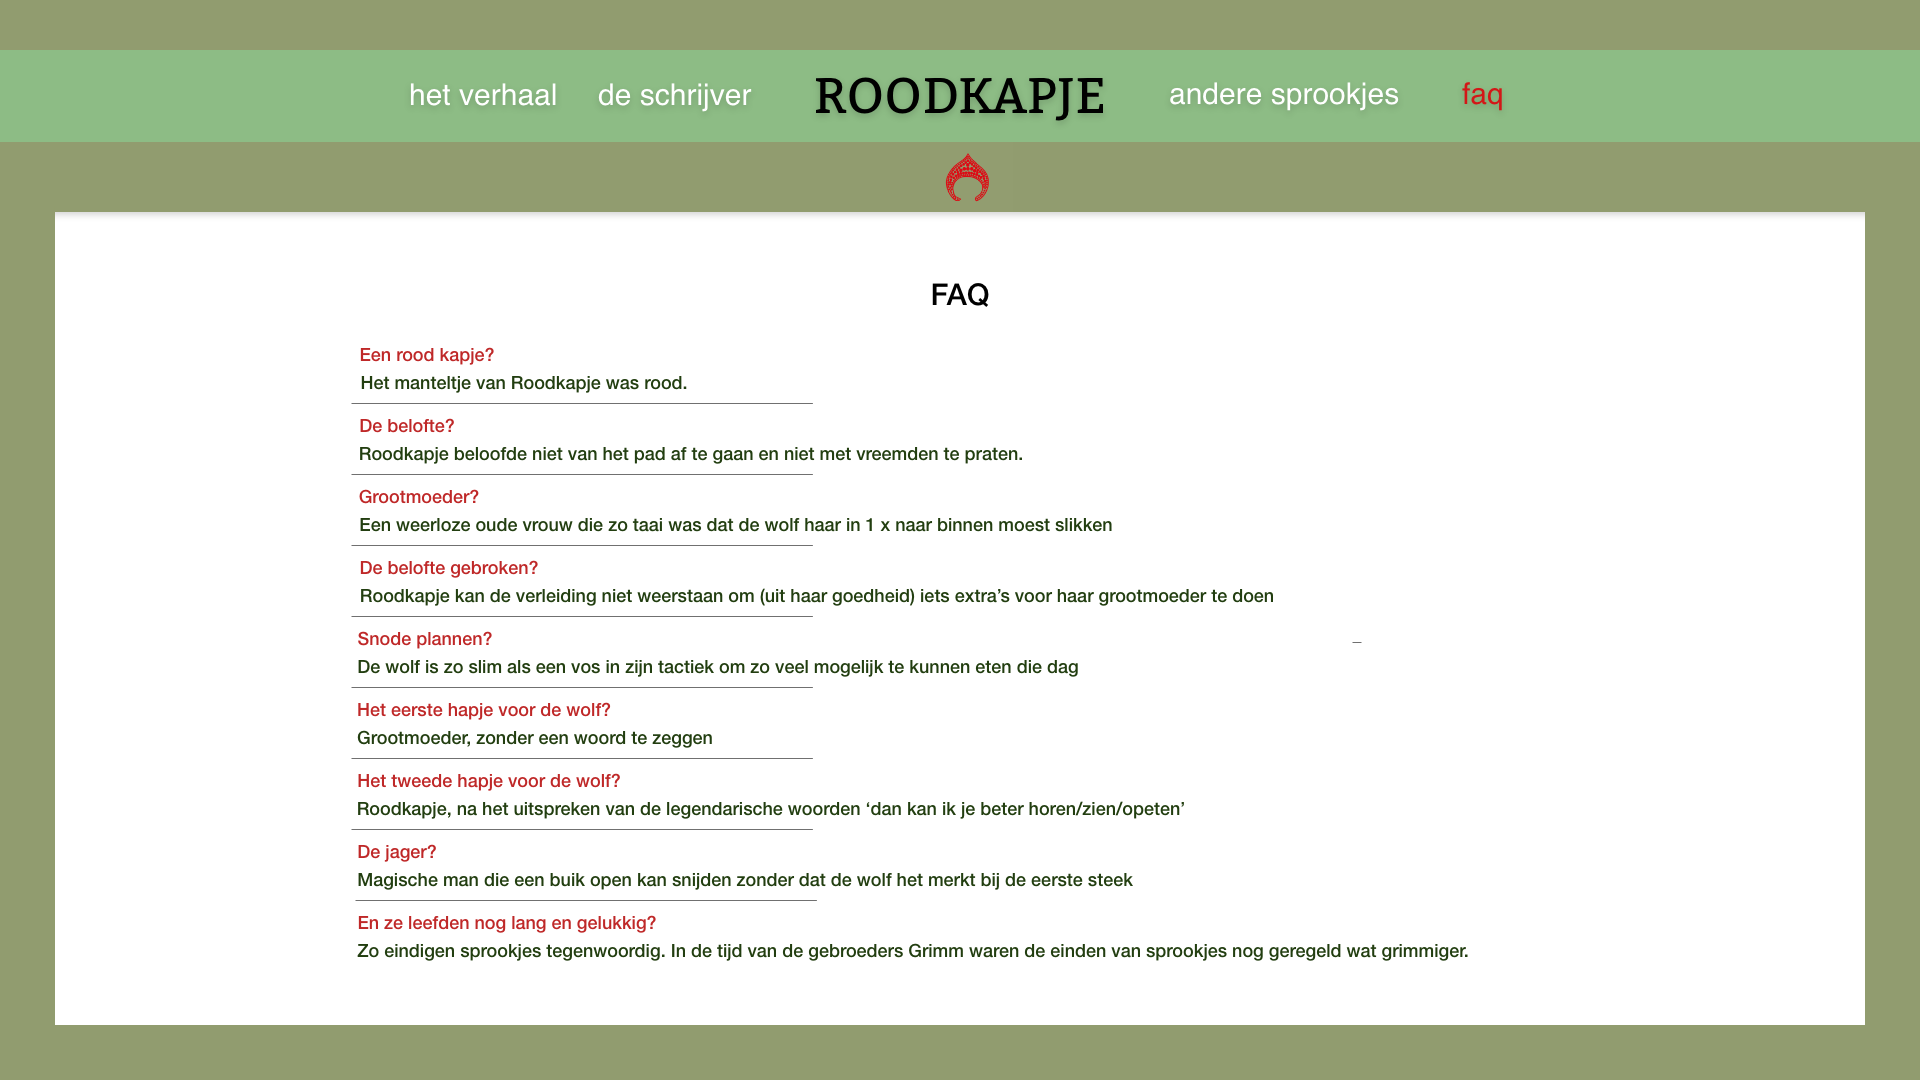 het verhaal de schrijver ROODKAPJE andere sprookjes faq
FAQ
Een rood kapje?
Het manteltje van Roodkapje was rood.
De belofte?
Roodkapje beloofde niet van het pad af te gaan en niet met vreemden te praten.
Grootmoeder?
Een weerloze oude vrouw die zo taai was dat de wolf haar in 1 x naar binnen moest slikken
De belofte gebroken?
Roodkapje kan de verleiding niet weerstaan om (uit haar goedheid) iets extra’s voor haar grootmoeder te doen
Snode plannen?
De wolf is zo slim als een vos in zijn tactiek om zo veel mogelijk te kunnen eten die dag
Het eerste hapje voor de wolf?
Grootmoeder, zonder een woord te zeggen
Het tweede hapje voor de wolf?
Roodkapje, na het uitspreken van de legendarische woorden ‘dan kan ik je beter horen/zien/opeten’
De jager?
Magische man die een buik open kan snijden zonder dat de wolf het merkt bij de eerste steek
En ze leefden nog lang en gelukkig?
Zo eindigen sprookjes tegenwoordig. In de tijd van de gebroeders Grimm waren de einden van sprookjes nog geregeld wat grimmiger.